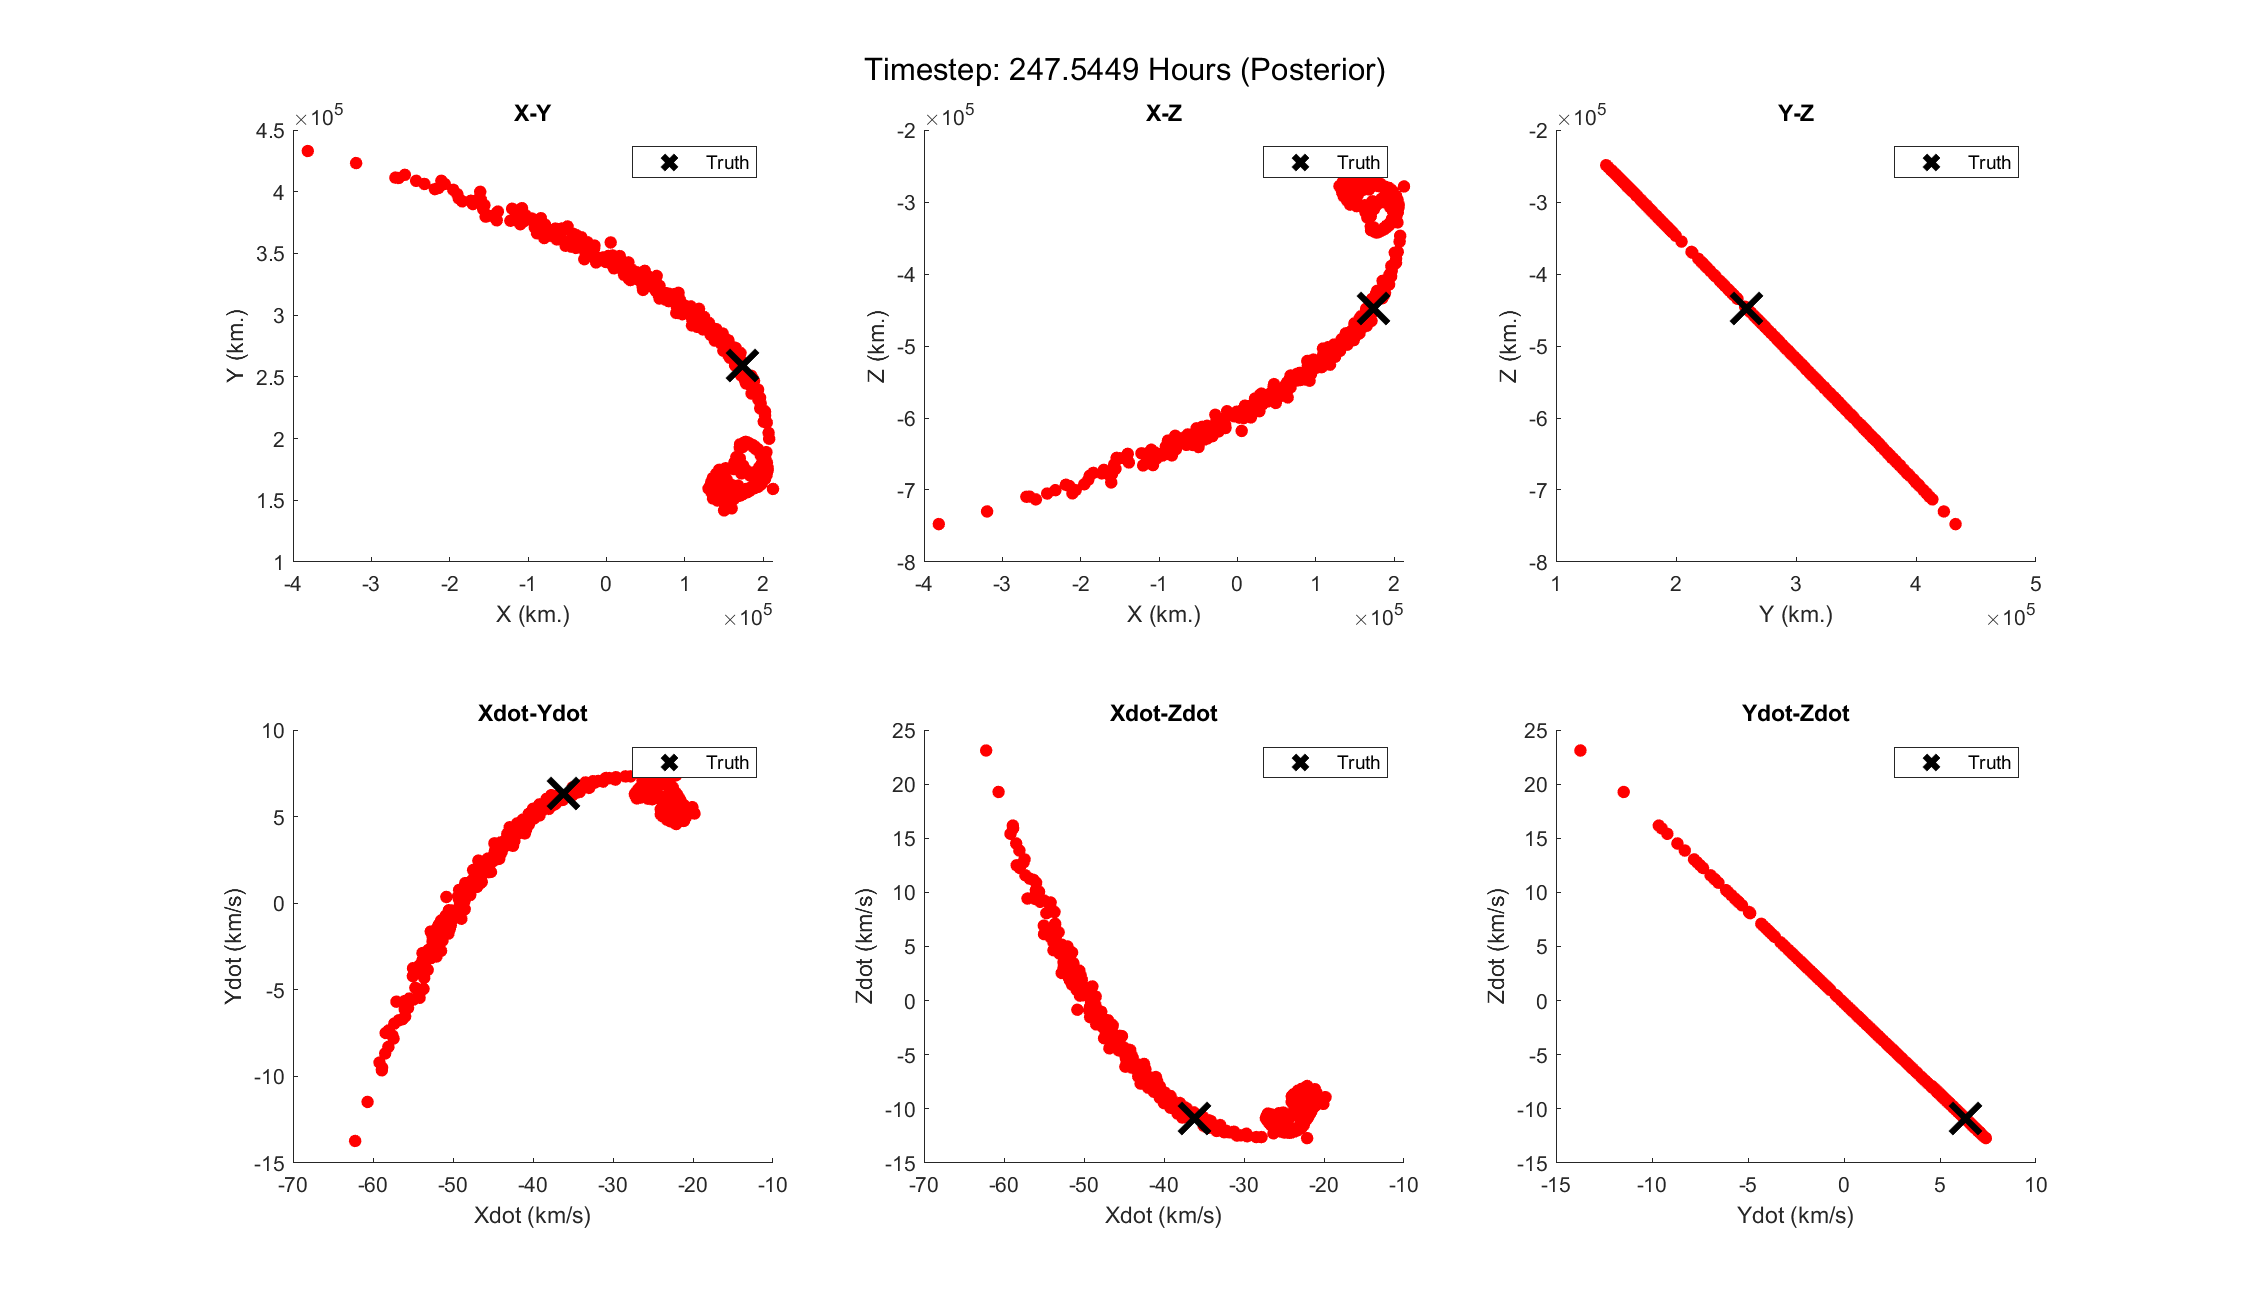 Timestep: 247.5449 Hours (Posterior)
X-Y
×10^5
4.5
4
3.5
3
2.5
2
1.5
1
Y (km.)
-4 -3 -2 -1 0 1 2
X (km.)
×10^5
Truth
X-Z
×10^5
-2
-3
-4
-5
-6
-7
-8
Z (km.)
-4 -3 -2 -1 0 1 2
X (km.)
×10^5
Truth
Y-Z
×10^5
-2
-3
-4
-5
-6
-7
-8
Z (km.)
1 2 3 4 5
Y (km.)
×10^5
Truth
Xdot-Ydot
10
5
0
-5
-10
-15
Ydot (km/s)
-70 -60 -50 -40 -30 -20 -10
Xdot (km/s)
Truth
Xdot-Zdot
25
20
15
10
5
0
-5
-10
-15
Zdot (km/s)
-70 -60 -50 -40 -30 -20 -10
Xdot (km/s)
Truth
Ydot-Zdot
25
20
15
10
5
0
-5
-10
-15
Zdot (km/s)
-15 -10 -5 0 5 10
Ydot (km/s)
Truth